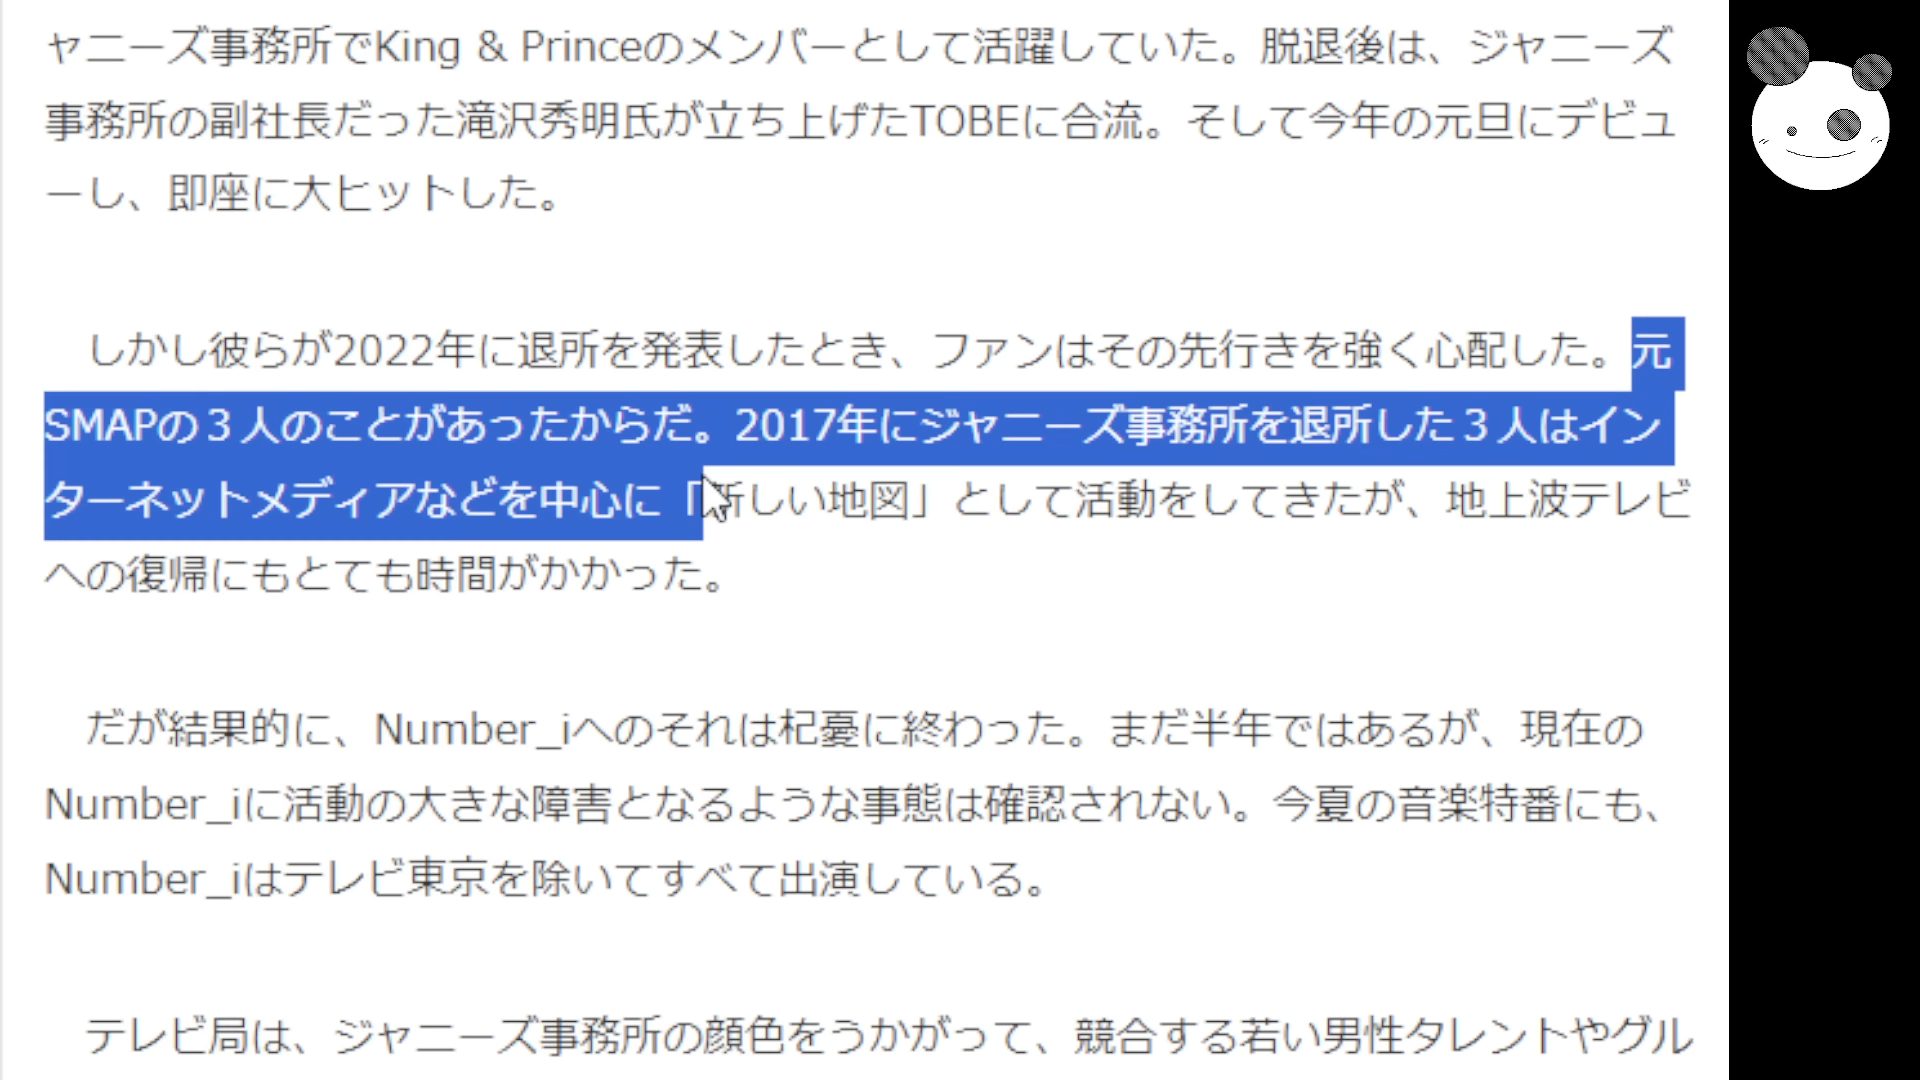 ャニーズ事務所でKing & Princeのメンバーとして活躍していた。脱退後は、ジャニーズ
事務所の副社長だった滝沢秀明氏が立ち上げたTOBEに合流。そして今年の元旦にデビュ
ーし、即座に大ヒットした。
しかし彼らが2022年に退所を発表したとき、ファンはその先行きを強く心配した。元
SMAPの３人のことがあったからだ。2017年にジャニーズ事務所を退所した３人はイン
ターネットメディアなどを中心に「新しい地図」として活動をしてきたが、地上波テレビ
への復帰にもとても時間がかかった。
だが結果的に、Number_iへのそれは杞憂に終わった。まだ半年ではあるが、現在の
Number_iに活動の大きな障害となるような事態は確認されない。今夏の音楽特番にも、
Number_iはテレビ東京を除いてすべて出演している。
テレビ局は、ジャニーズ事務所の顔色をうかがって、競合する若い男性タレントやグル